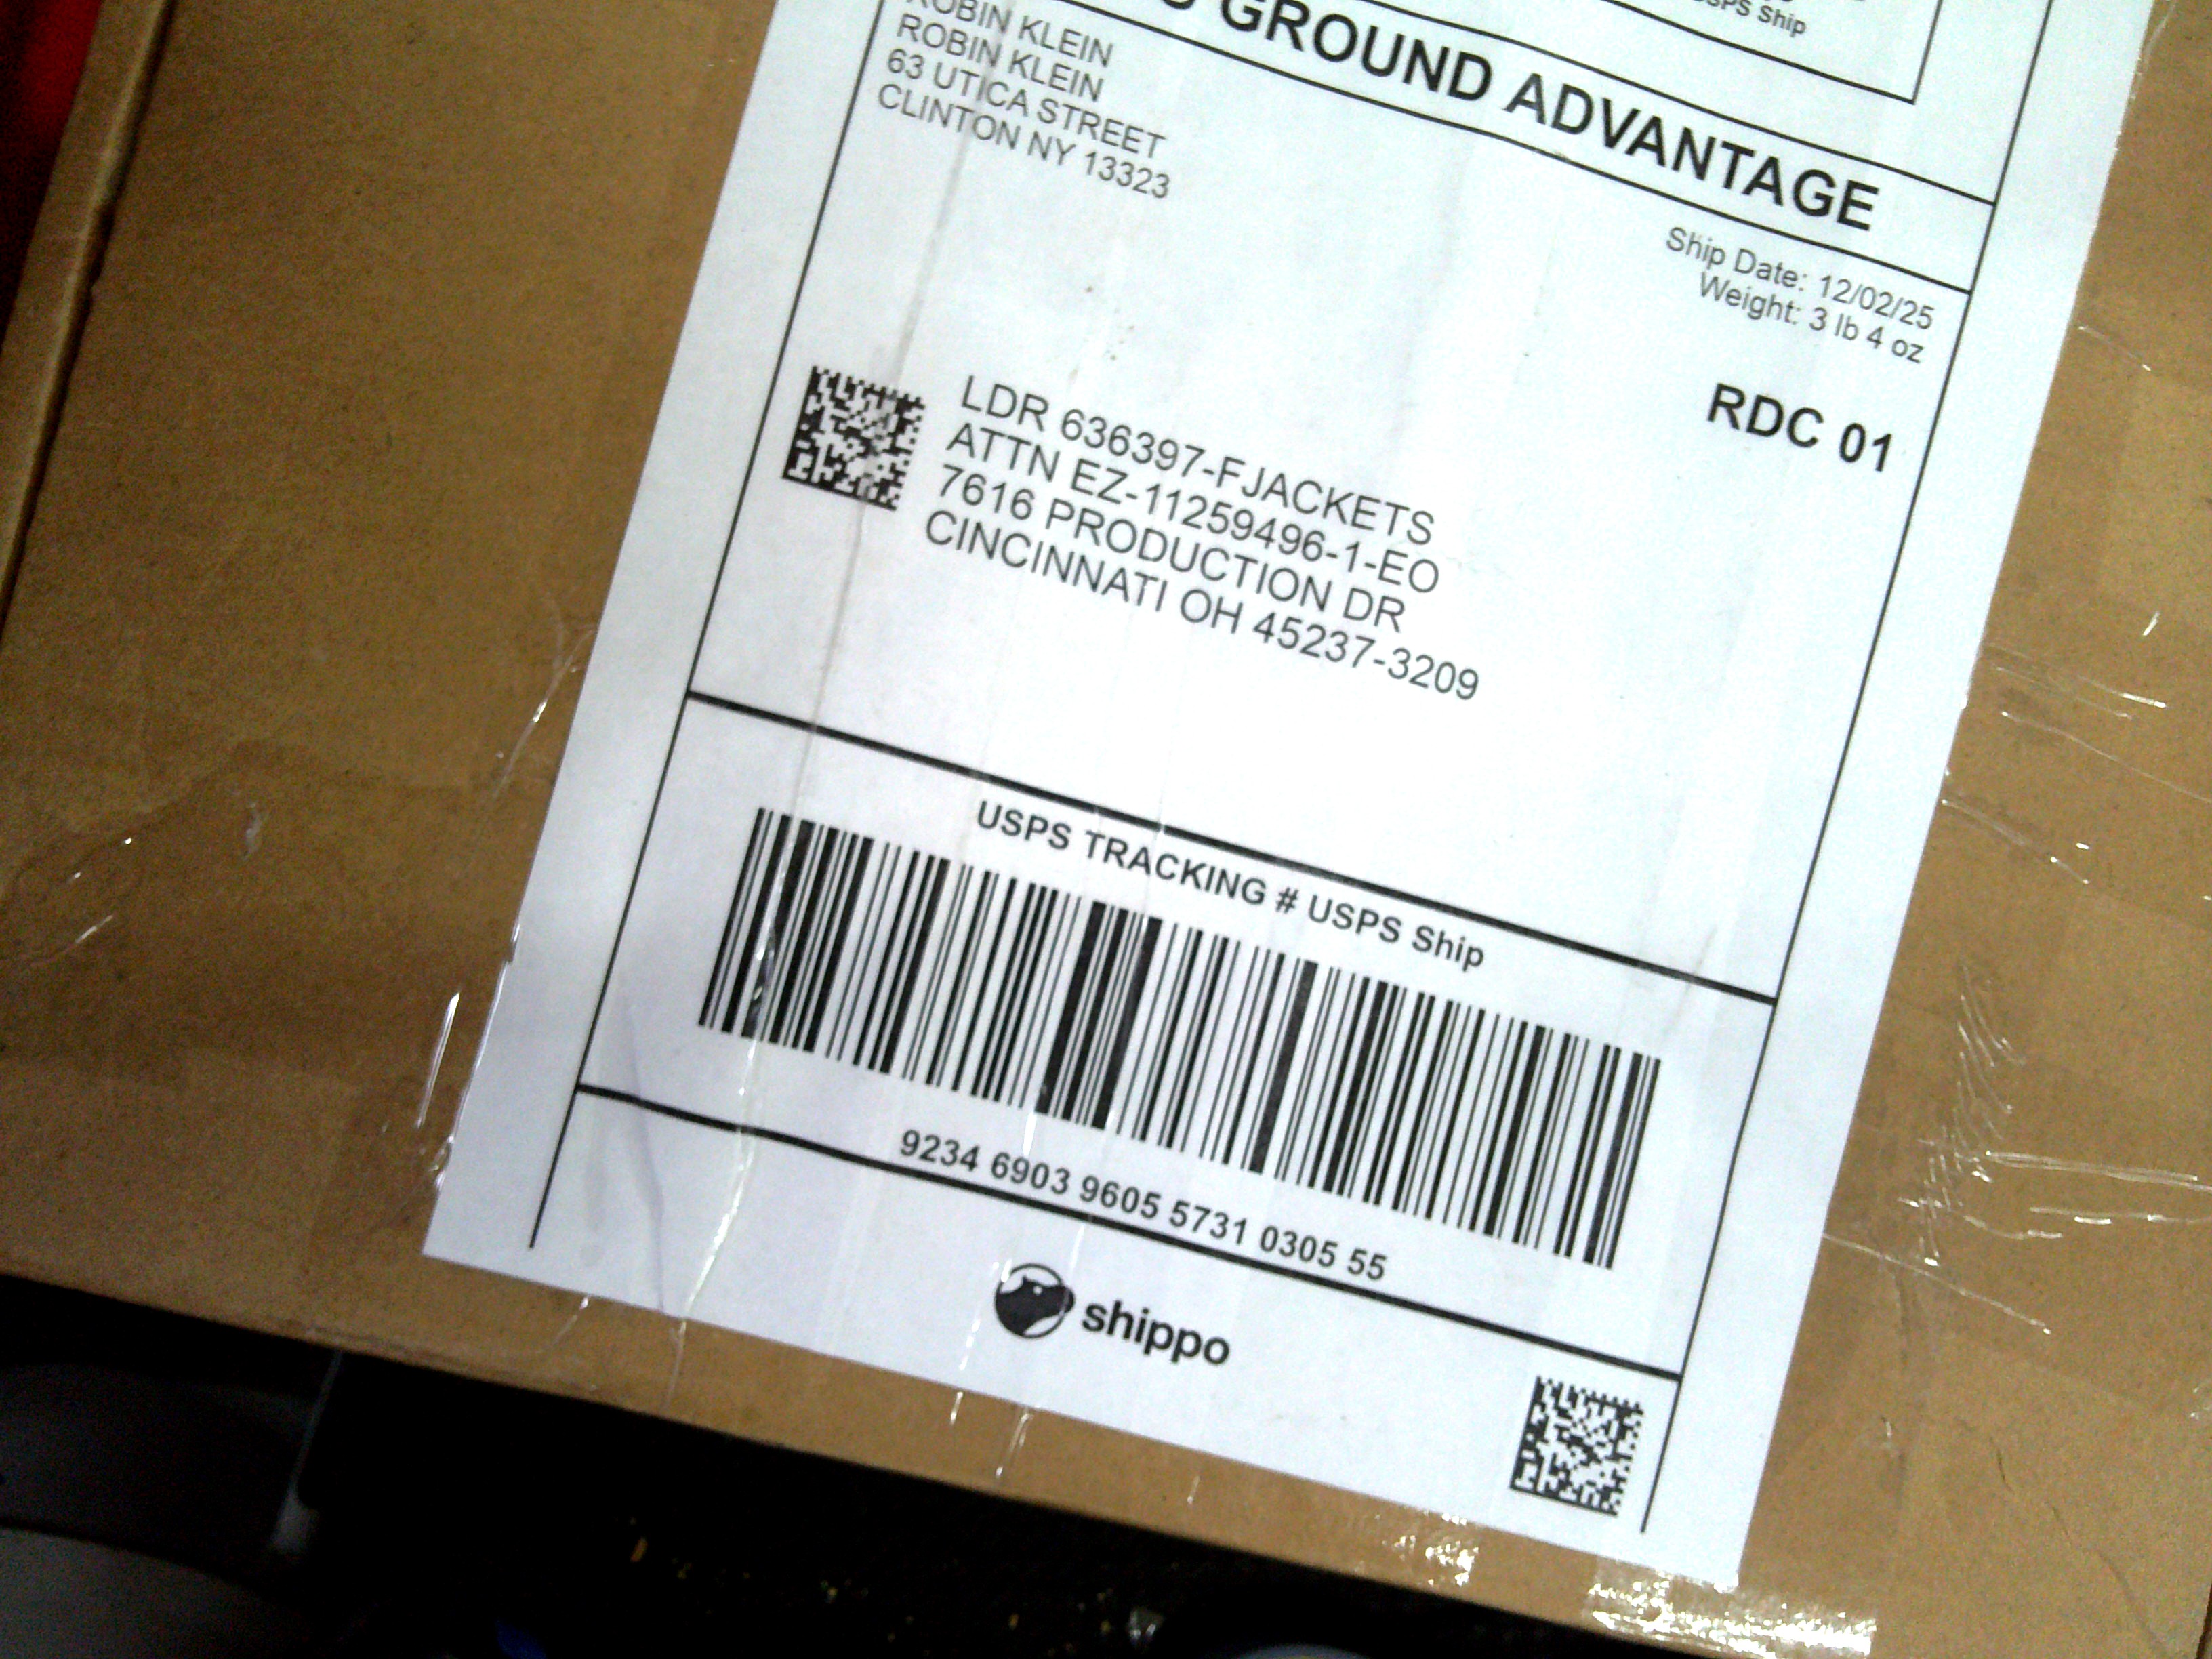 USPS Ship
GROUND ADVANTAGE
ROBIN KLEIN
ROBIN KLEIN
63 UTICA STREET
CLINTON NY 13323
Ship Date: 12/02/25
Weight: 3 lb 4 oz
RDC 01
LDR 636397-FJACKETS
ATTN EZ-11259496-1-EO
7616 PRODUCTION DR
CINCINNATI OH 45237-3209
USPS TRACKING # USPS Ship
9234 6903 9605 5731 0305 55
shippo